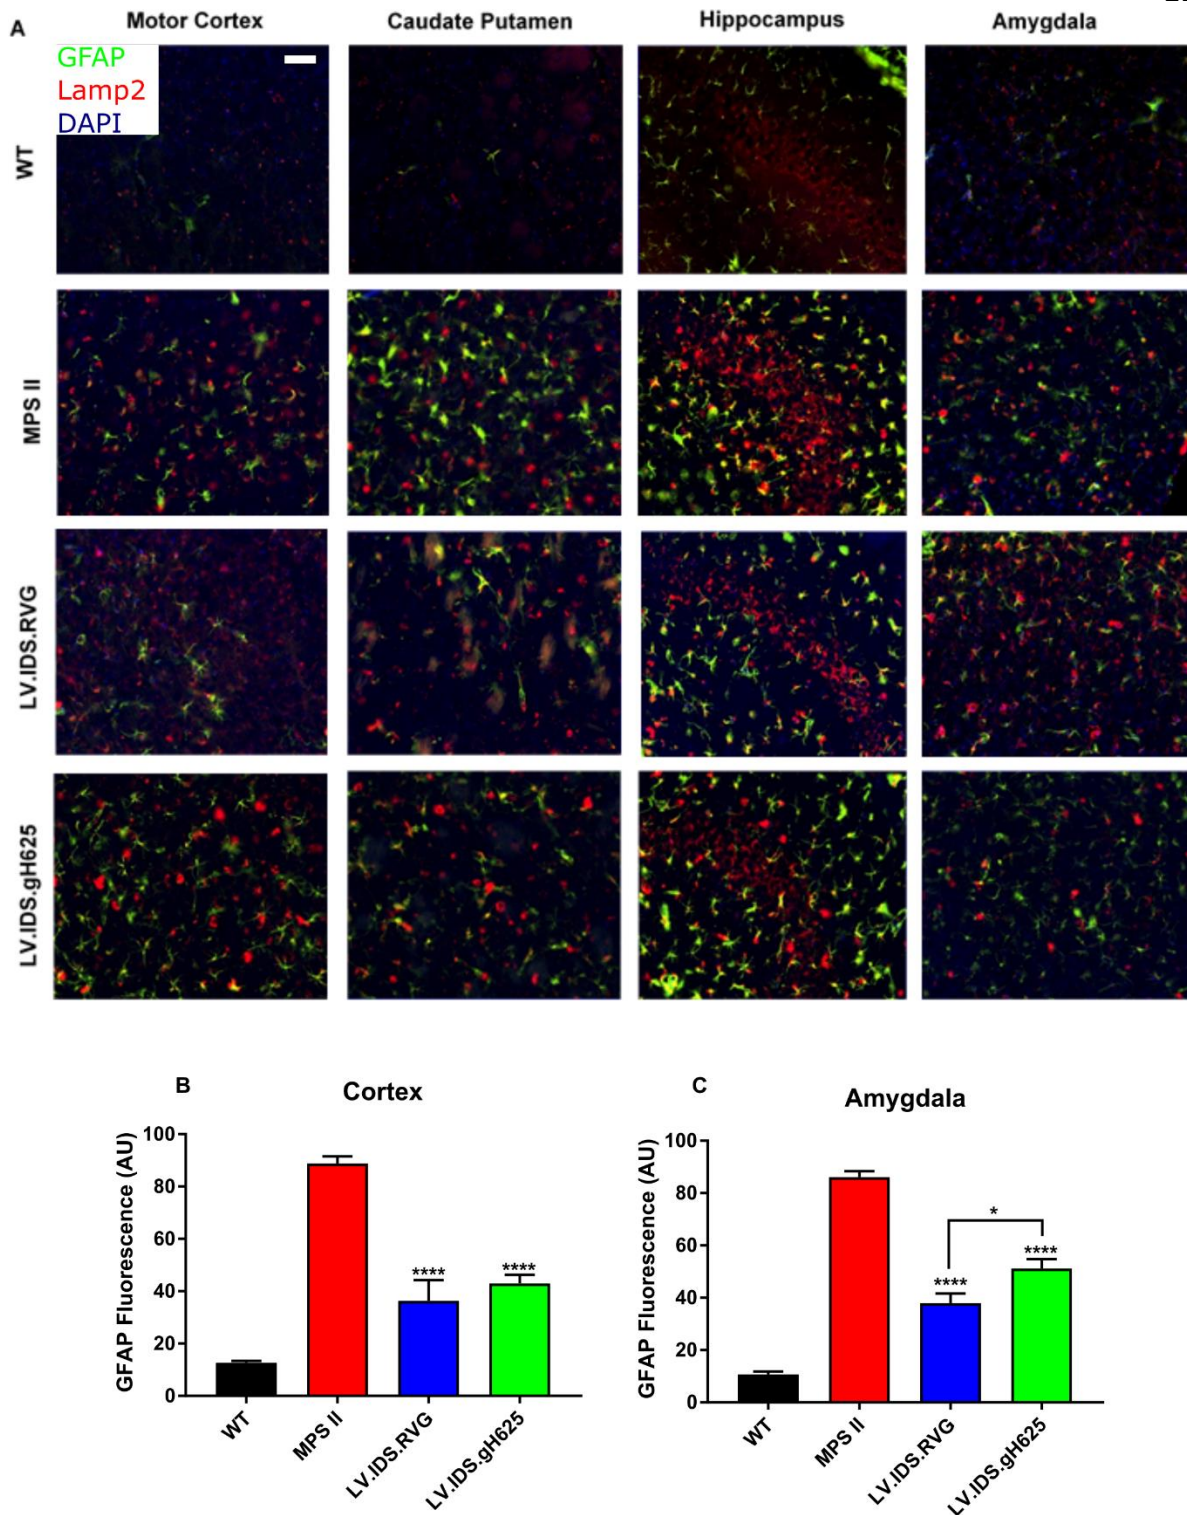 A
Motor Cortex
Caudate Putamen
Hippocampus
Amygdala
GFAP
Lamp2
DAPI
WT
MPS II
LV.IDS.RVG
LV.IDS.gH625
B
Cortex
GFAP Fluorescence (AU)
100
80
60
40
20
0
****
****
WT
MPS II
LV.IDS.RVG
LV.IDS.gH625
C
Amygdala
GFAP Fluorescence (AU)
100
80
60
40
20
0
*
****
****
WT
MPS II
LV.IDS.RVG
LV.IDS.gH625